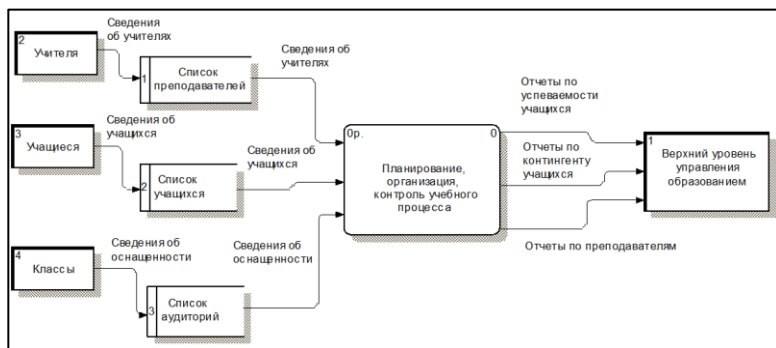 2
Учителя
Сведения
об учителях
1
Список
преподавателей
Сведения об
учителях
3
Учащиеся
Сведения об
учащихся
2
Список
учащихся
Сведения об
учащихся
4
Классы
Сведения об
оснащенности
3
Список
аудиторий
Сведения об
оснащенности
0р.
0
Планирование,
организация,
контроль учебного
процесса
Отчеты по
успеваемости
учащихся
Отчеты по
контингенту
учащихся
Отчеты по преподавателям
1
Верхний уровень
управления
образованием